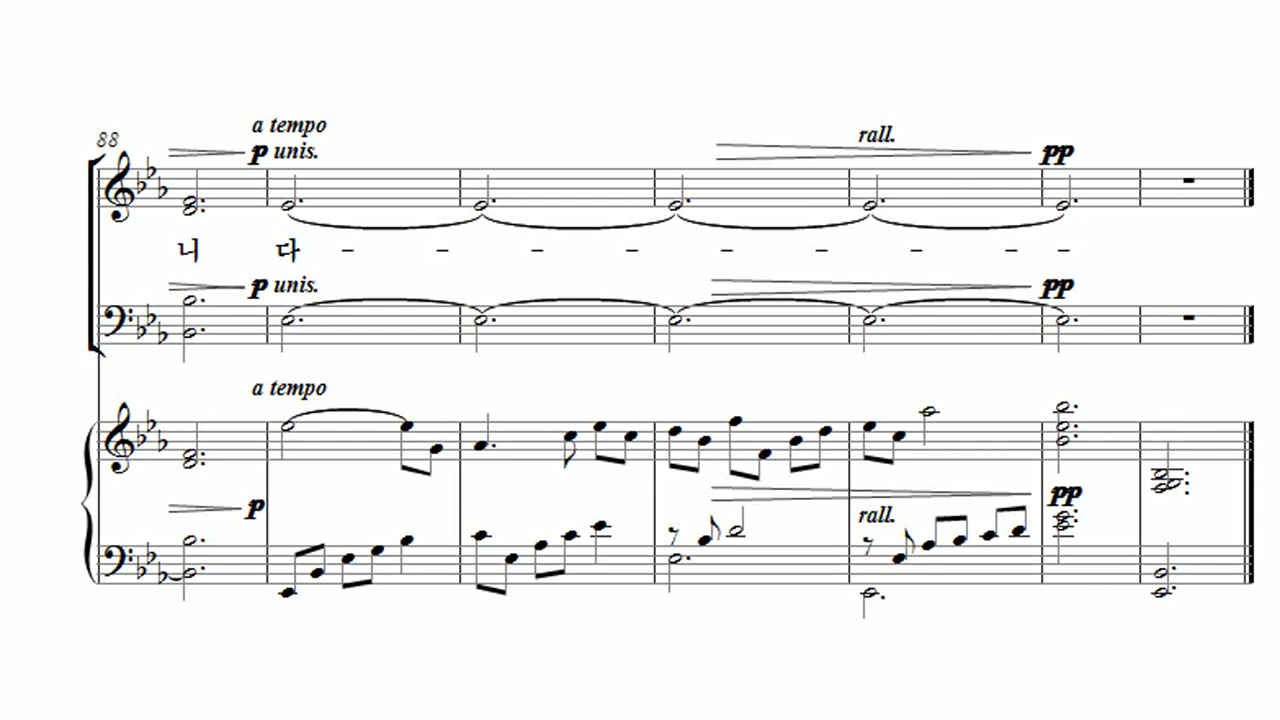 a tempo
88
p unis.
rall.
pp
니 다 - - - - - - - - -
p unis.
pp
a tempo
p
pp
rall.